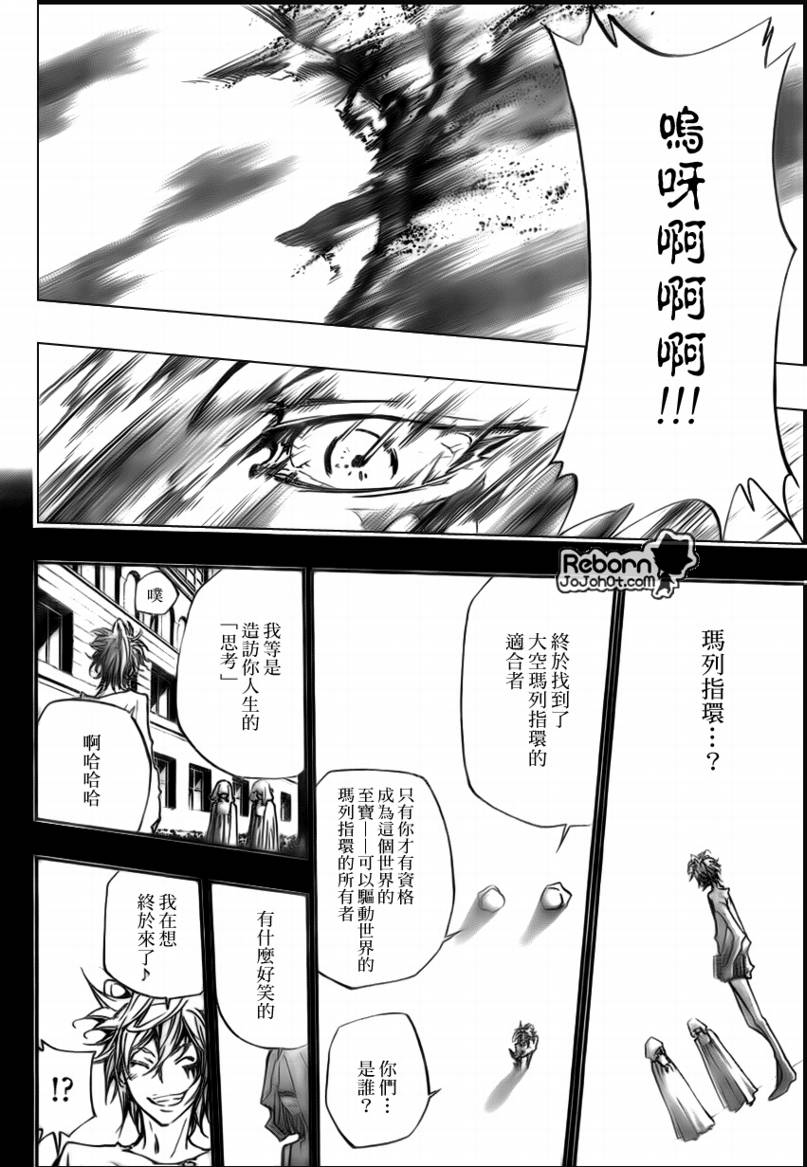 嗚呀啊啊啊!!!
Reborn
JoJoHOt.coM
瑪列指環…?
終於找到了
大空瑪列指環的
適合者
只有你才有資格
成為這個世界的
至寶——可以驅動世界的
瑪列指環的所有者
你們…
是誰?
我等是
造訪你人生的
「思考」
噗
啊哈哈哈
有什麼好笑的
我在想
終於來了♪
!?